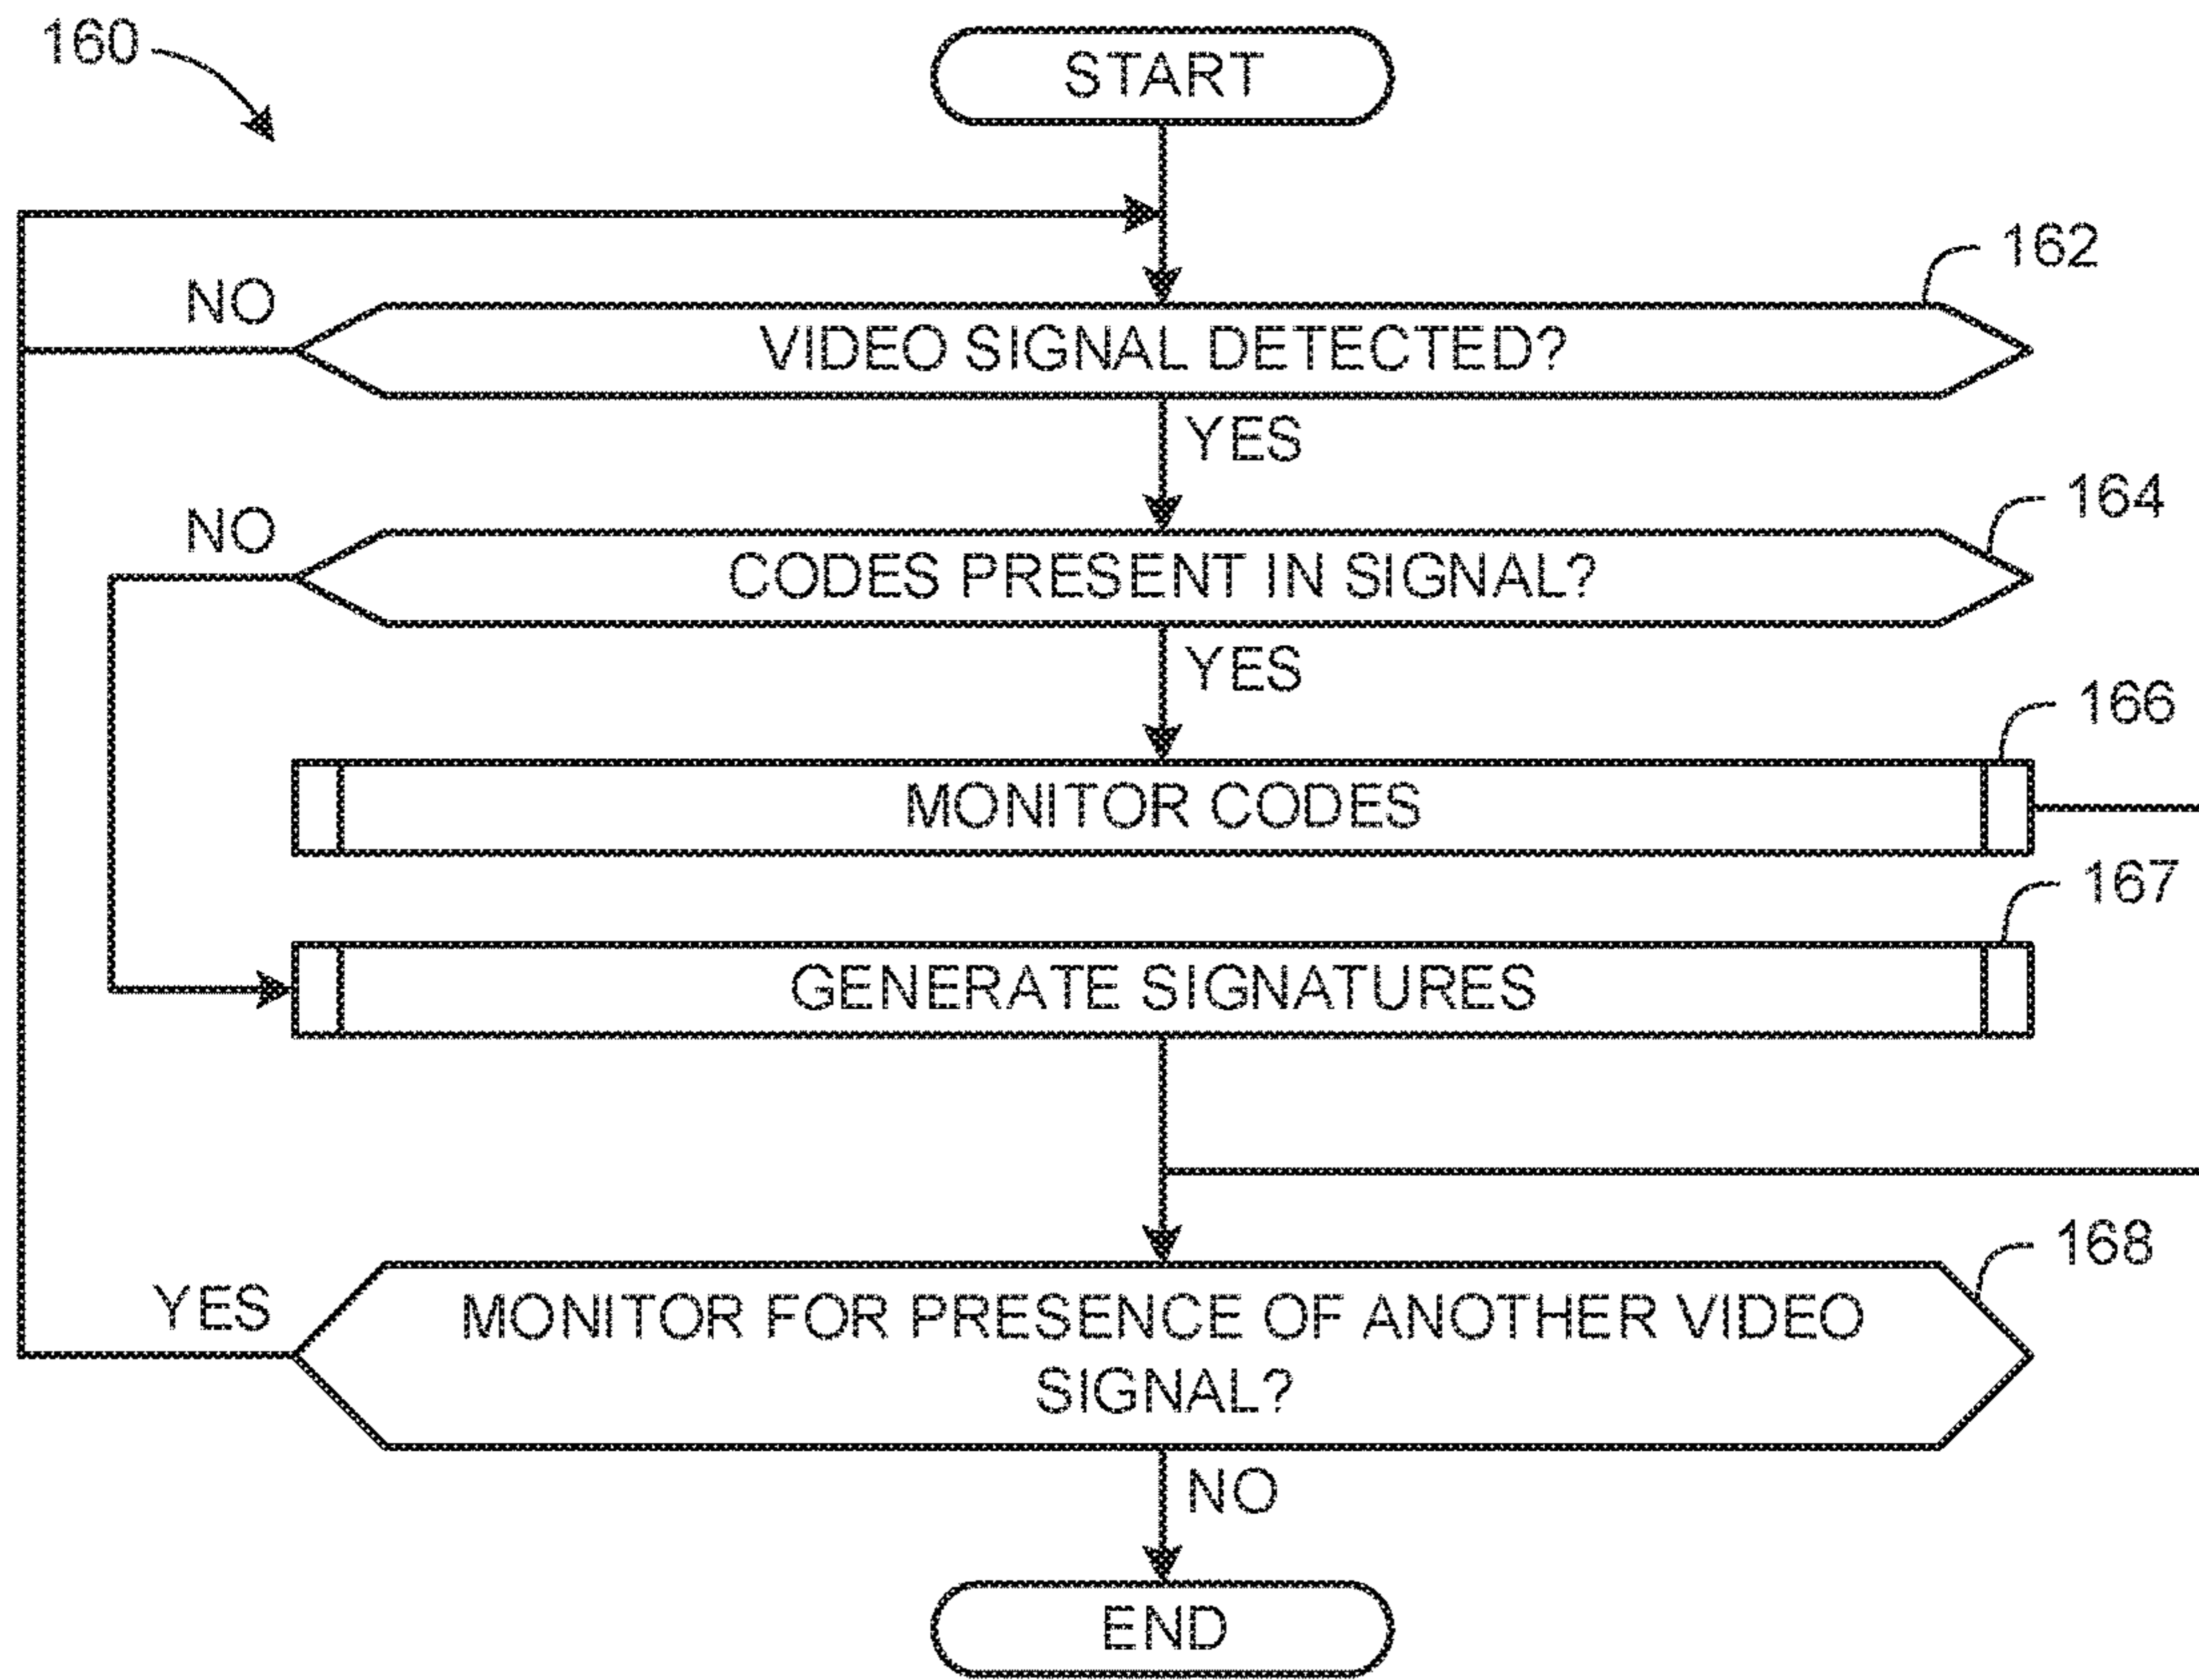 160
START
162
NO
VIDEO SIGNAL DETECTED?
YES
164
NO
CODES PRESENT IN SIGNAL?
YES
166
MONITOR CODES
167
GENERATE SIGNATURES
168
YES
MONITOR FOR PRESENCE OF ANOTHER VIDEO
SIGNAL?
NO
END